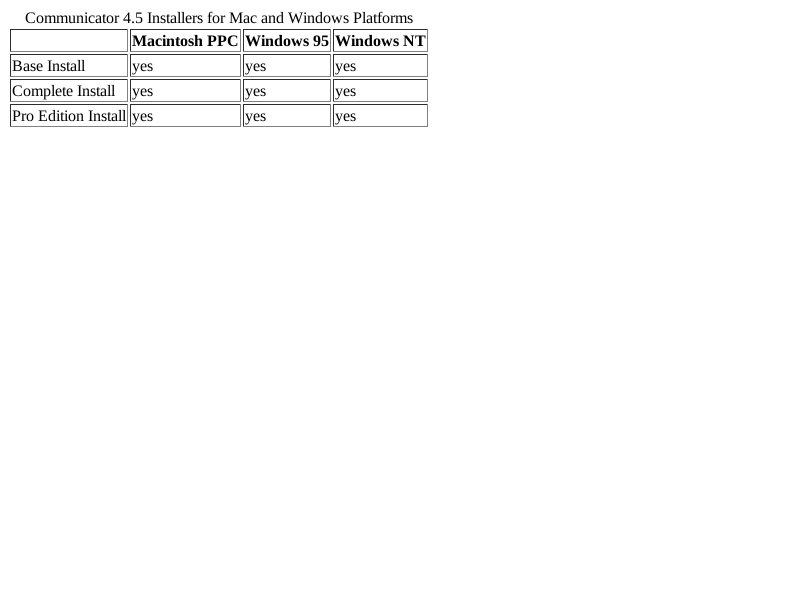 Communicator 4.5 Installers for Mac and Windows Platforms
Macintosh PPC Windows 95 Windows NT
Base Install yes yes yes
Complete Install yes yes yes
Pro Edition Install yes yes yes